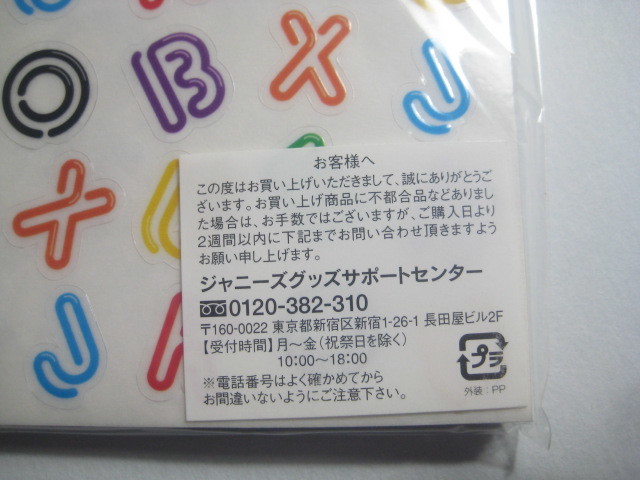 O B X J
X
J
お客様へ
この度はお買い上げいただきまして、誠にありがとうござ
います。お買い上げ商品に不都合品などありまし
た場合は、お手数ではございますが、ご購入日より
2週間以内に下記までお問い合わせ頂きますよう
お願い申し上げます。
ジャニーズグッズサポートセンター
0120-382-310
〒160-0022 東京都新宿区新宿1-26-1 長田屋ビル2F
【受付時間】月〜金（祝祭日を除く）
10:00〜18:00
※電話番号はよく確かめてから
お間違いないようにご注意下さい。
プラ
外装：PP